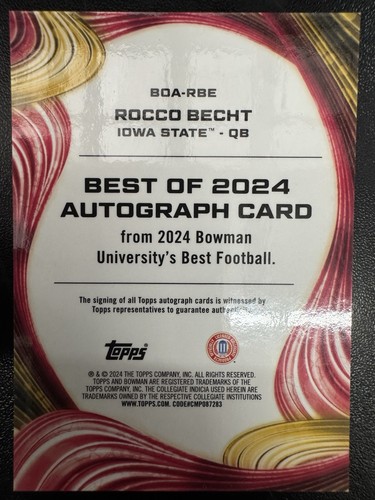 BOA-RBE
ROCCO BECHT
IOWA STATE™ - QB
BEST OF 2024
AUTOGRAPH CARD
from 2024 Bowman
University's Best Football.
The signing of all Topps autograph cards is witnessed by
Topps representatives to guarantee
TOPPS®
® & © 2024 THE TOPPS COMPANY, INC. ALL RIGHTS RESERVED.
TOPPS AND BOWMAN ARE REGISTERED TRADEMARKS OF THE
TOPPS COMPANY, INC. THE COLLEGIATE INDICIA USED HEREIN ARE
TRADEMARKS OWNED BY THE RESPECTIVE COLLEGIATE INSTITUTIONS
WWW.TOPPS.COM. CODE#CMP087283